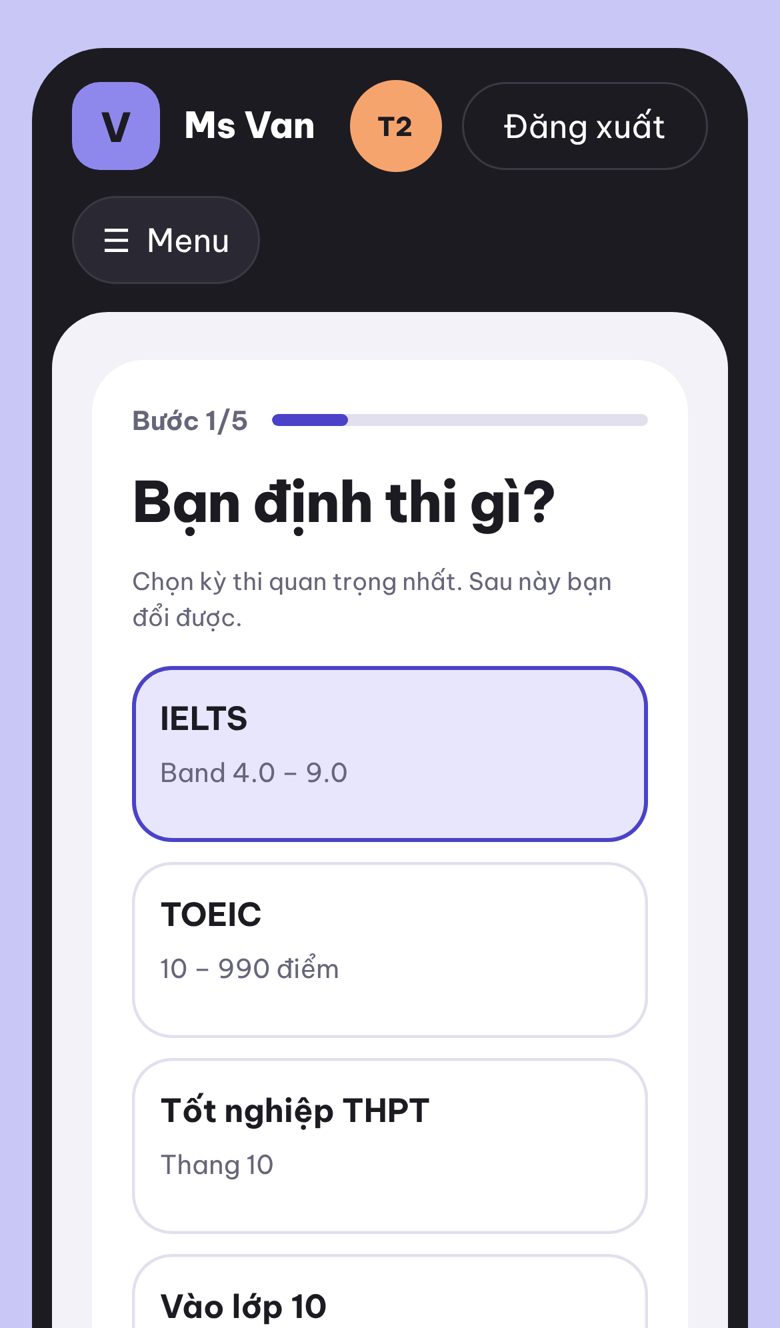 V
Ms Van
T2
Đăng xuất
☰ Menu
Bước 1/5
Bạn định thi gì?
Chọn kỳ thi quan trọng nhất. Sau này bạn
đổi được.
IELTS
Band 4.0 – 9.0
TOEIC
10 – 990 điểm
Tốt nghiệp THPT
Thang 10
Vào lớp 10